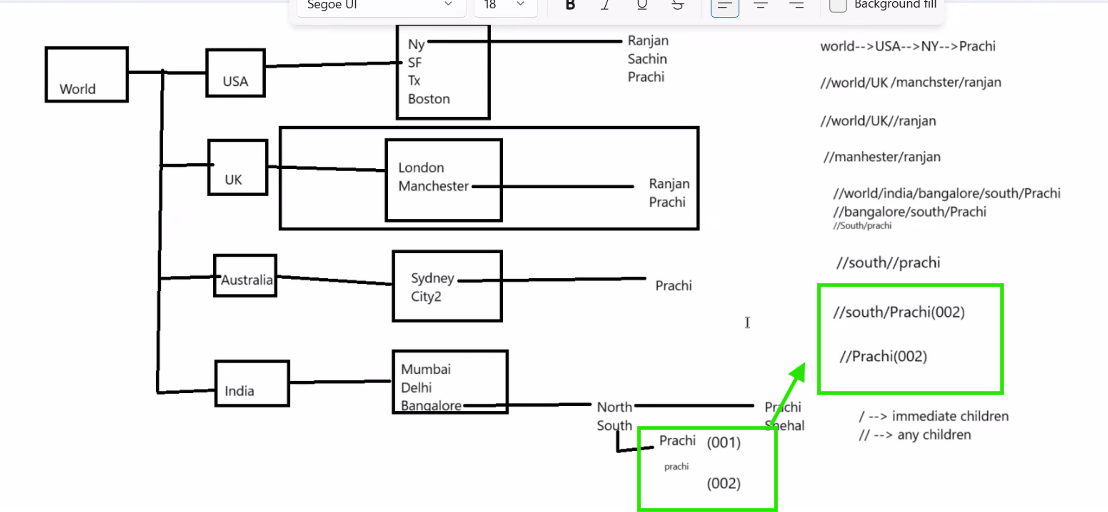 Segoe UI
18
B
I
U
S
Background fill
World
USA
Ny
SF
Tx
Boston
Ranjan
Sachin
Prachi
UK
London
Manchester
Ranjan
Prachi
Australia
Sydney
City2
Prachi
India
Mumbai
Delhi
Bangalore
North
South
Prachi
Snehal
Prachi (001)
prachi
(002)
world-->USA-->NY-->Prachi
//world/UK/manchster/ranjan
//world/UK//ranjan
//manhester/ranjan
//world/india/bangalore/south/Prachi
//bangalore/south/Prachi
//South/prachi
//south//prachi
//south/Prachi(002)
//Prachi(002)
/ --> immediate children
// --> any children